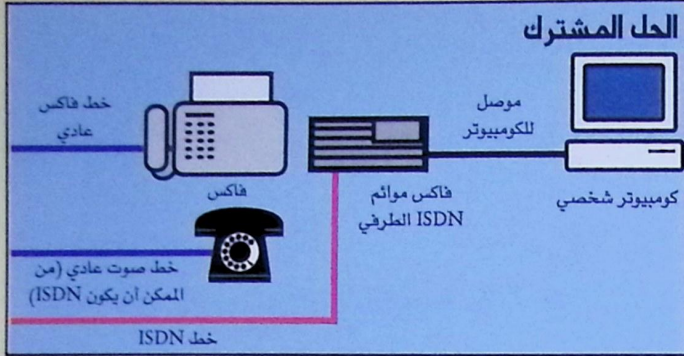 الحل المشترك
موصل
للكومبيوتر
خط فاكس
عادي
كومبيوتر شخصي
فاكس موائم
ISDN الطرفي
فاكس
خط صوت عادي (من
الممكن أن يكون ISDN)
خط ISDN